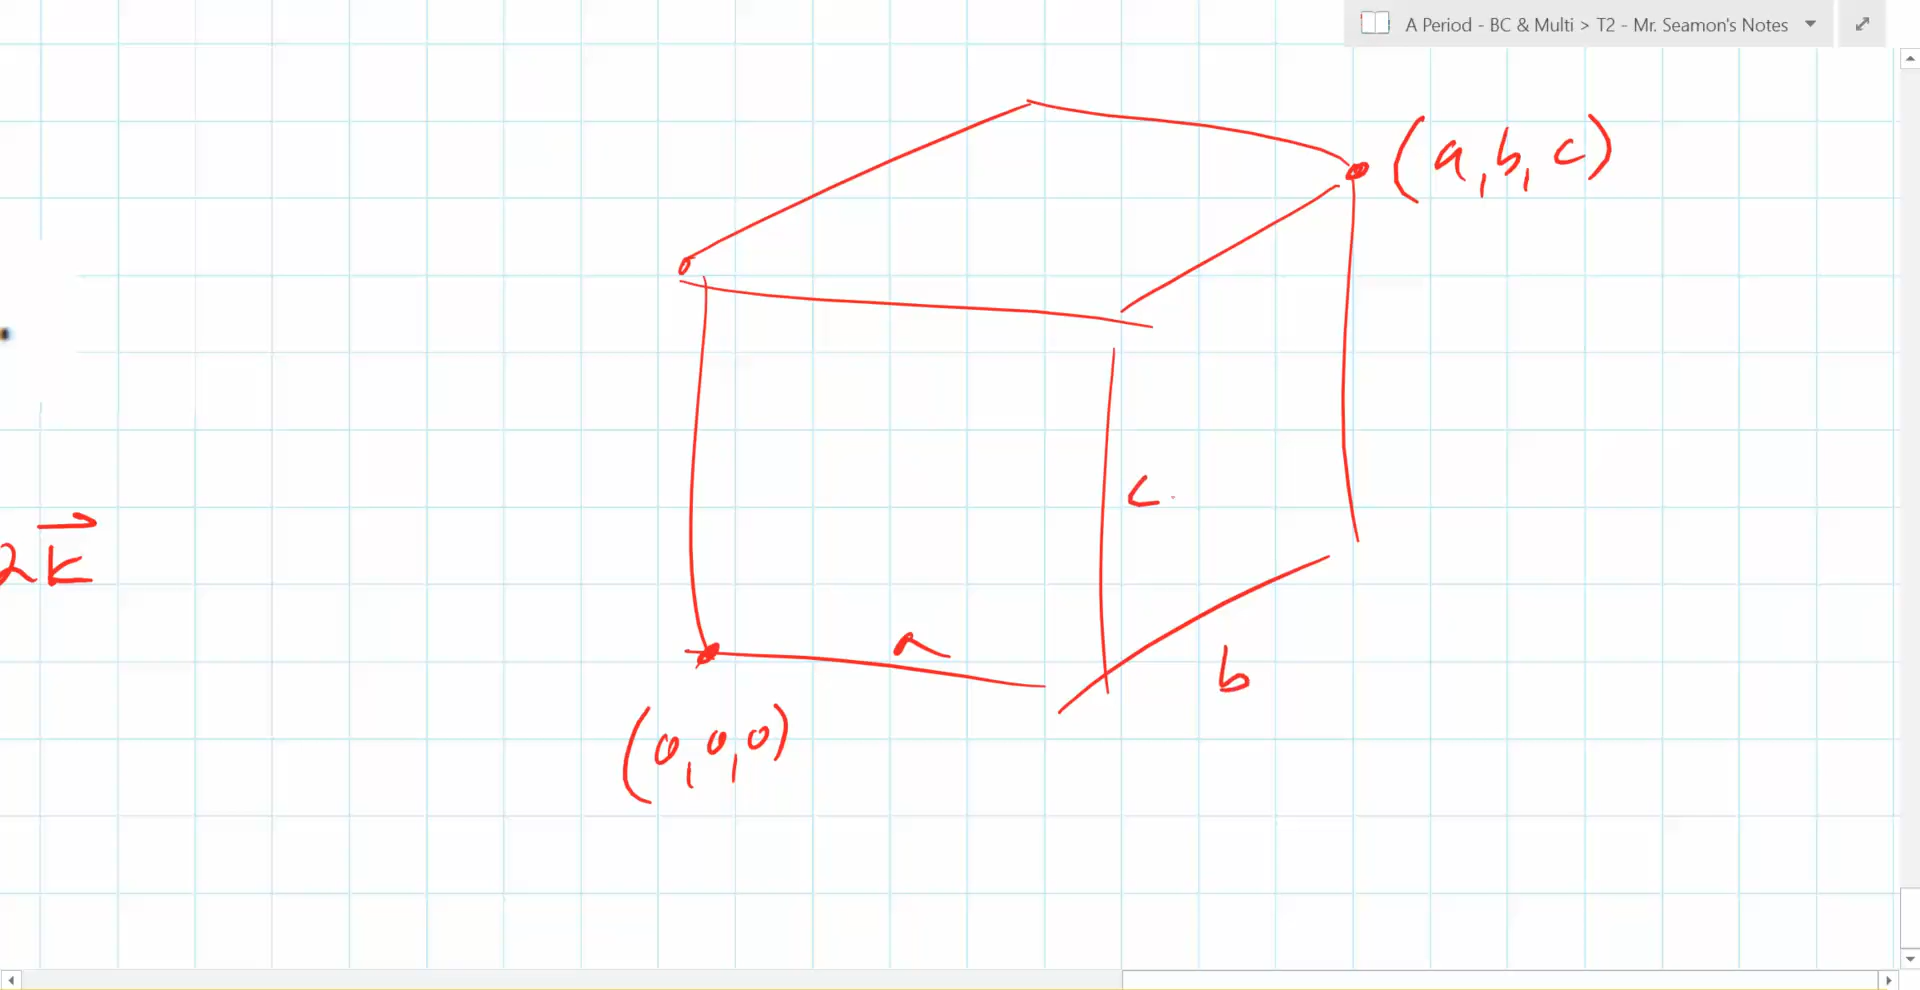 A Period - BC & Multi > T2 - Mr. Seamon's Notes
(a, b, c)
c
2k
a
b
(0, 0, 0)